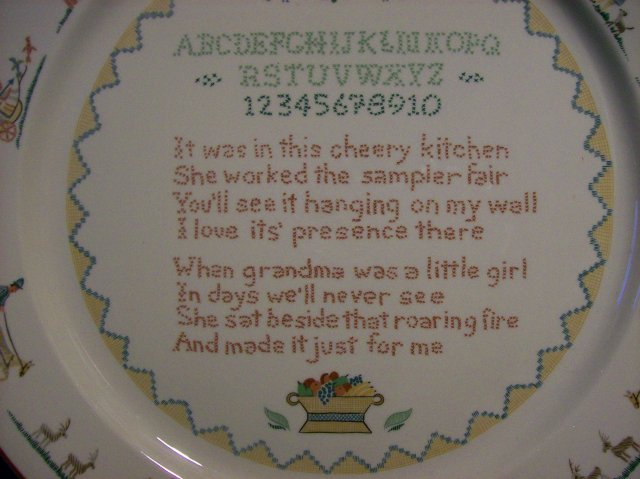 ABCDEFGHIJKLMNOPQ
RSTUVWXYZ
12345678910
It was in this cheery kitchen
She worked the sampler fair
You'll see it hanging on my wall
I love its' presence there
When grandma was a little girl
In days we'll never see
She sat beside that roaring fire
And made it just for me